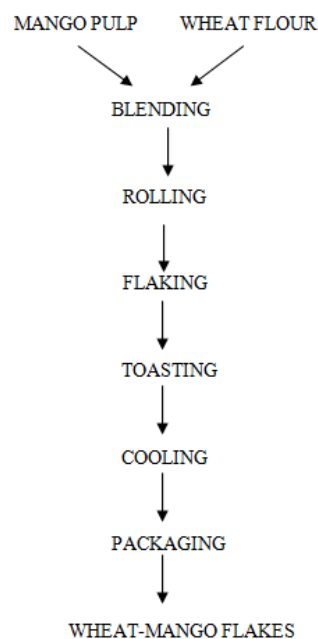 MANGO PULP WHEAT FLOUR
BLENDING
ROLLING
FLAKING
TOASTING
COOLING
PACKAGING
WHEAT-MANGO FLAKES